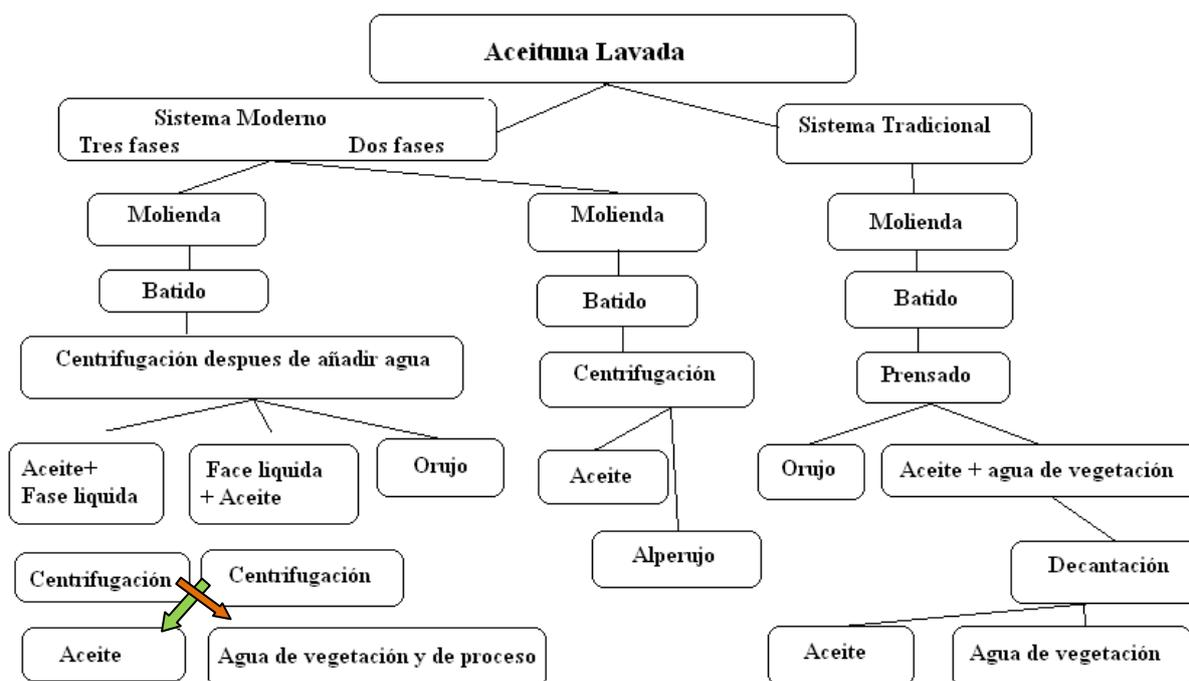 Aceituna Lavada
Sistema Moderno
Tres fases Dos fases
Sistema Tradicional
Molienda
Molienda
Molienda
Batido
Batido
Batido
Centrifugación despues de añadir agua
Centrifugación
Prensado
Aceite+
Fase liquida
Face liquida
+ Aceite
Orujo
Aceite
Orujo
Aceite + agua de vegetación
Alperujo
Decantación
Centrifugación
Centrifugación
Aceite
Agua de vegetación y de proceso
Aceite
Agua de vegetación